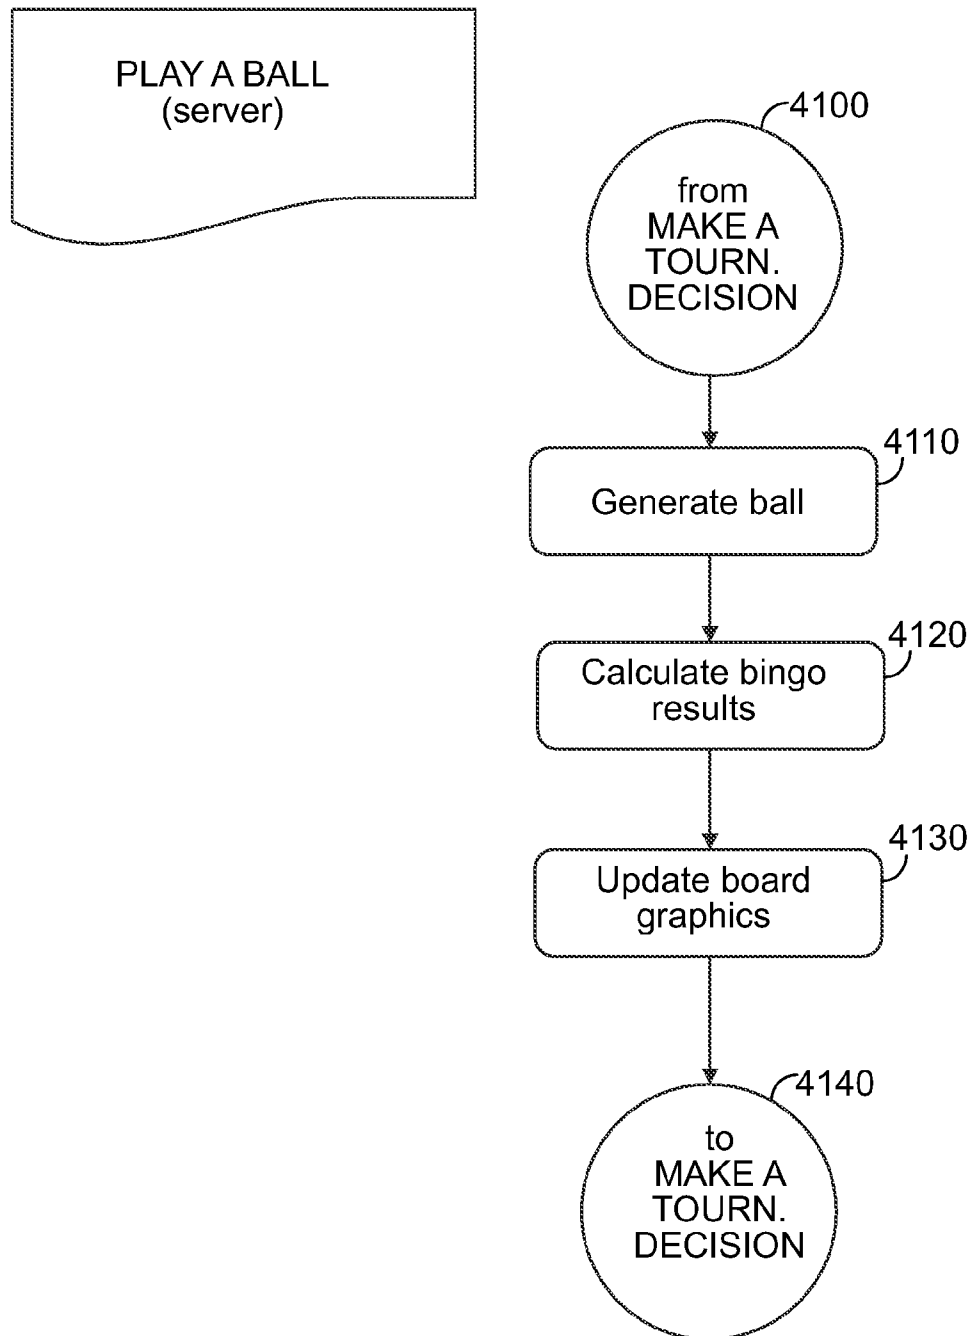 PLAY A BALL
(server)
4100
from
MAKE A
TOURN.
DECISION
4110
Generate ball
4120
Calculate bingo
results
4130
Update board
graphics
4140
to
MAKE A
TOURN.
DECISION